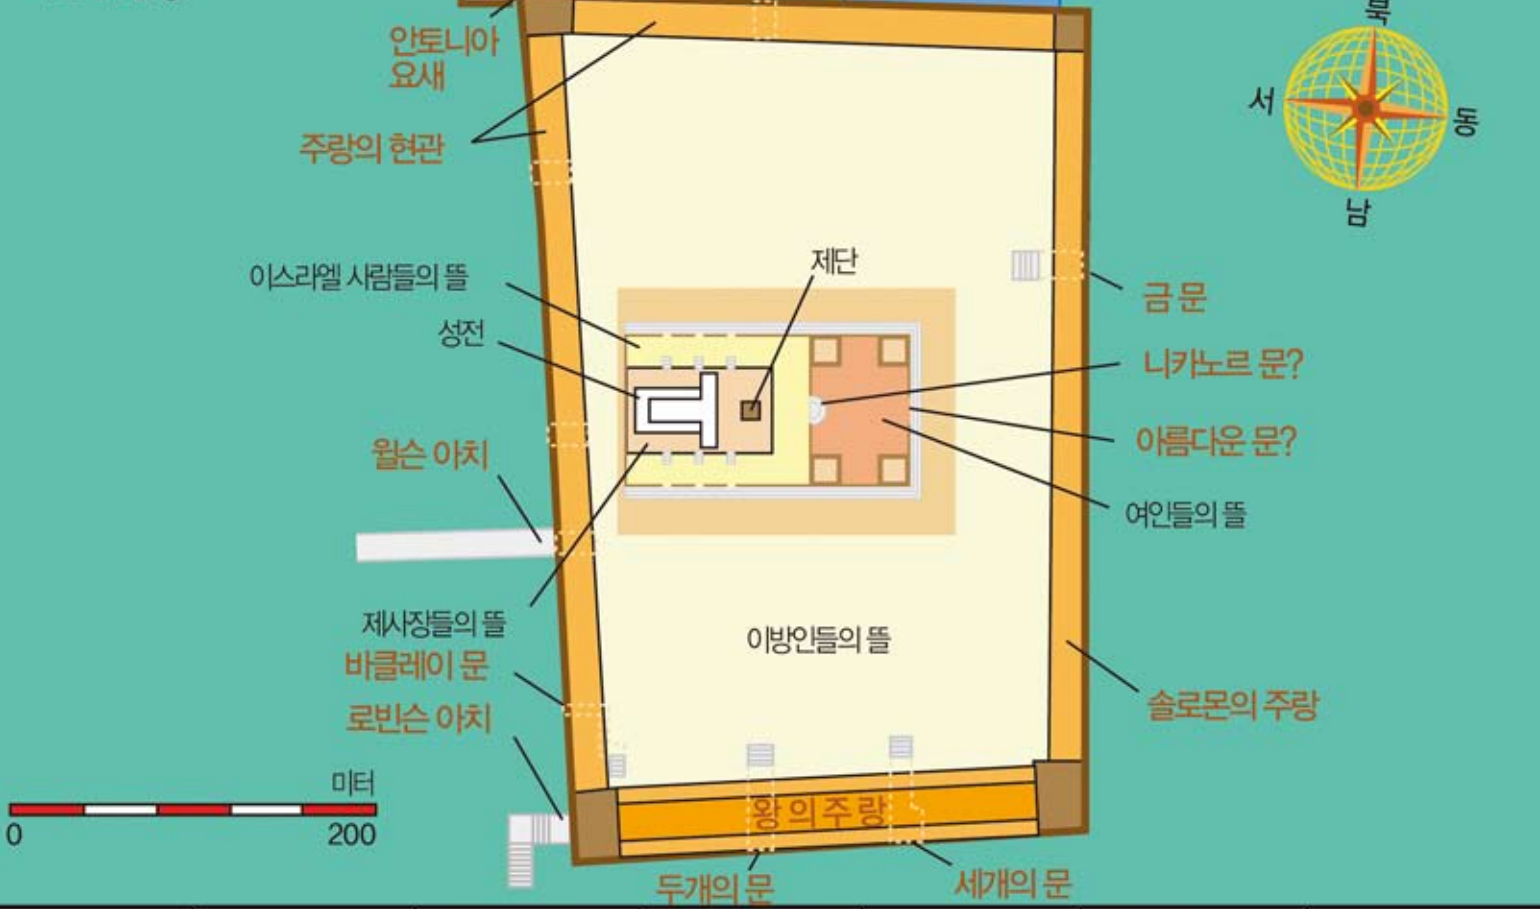 북
안토니아
요새
서
동
주랑의 현관
남
이스라엘 사람들의 뜰
제단
금 문
성전
니카노르 문?
윌슨 아치
아름다운 문?
여인들의 뜰
제사장들의 뜰
이방인들의 뜰
바클레이 문
로빈슨 아치
솔로몬의 주랑
미터
0
200
왕의주랑
두개의 문
세개의 문